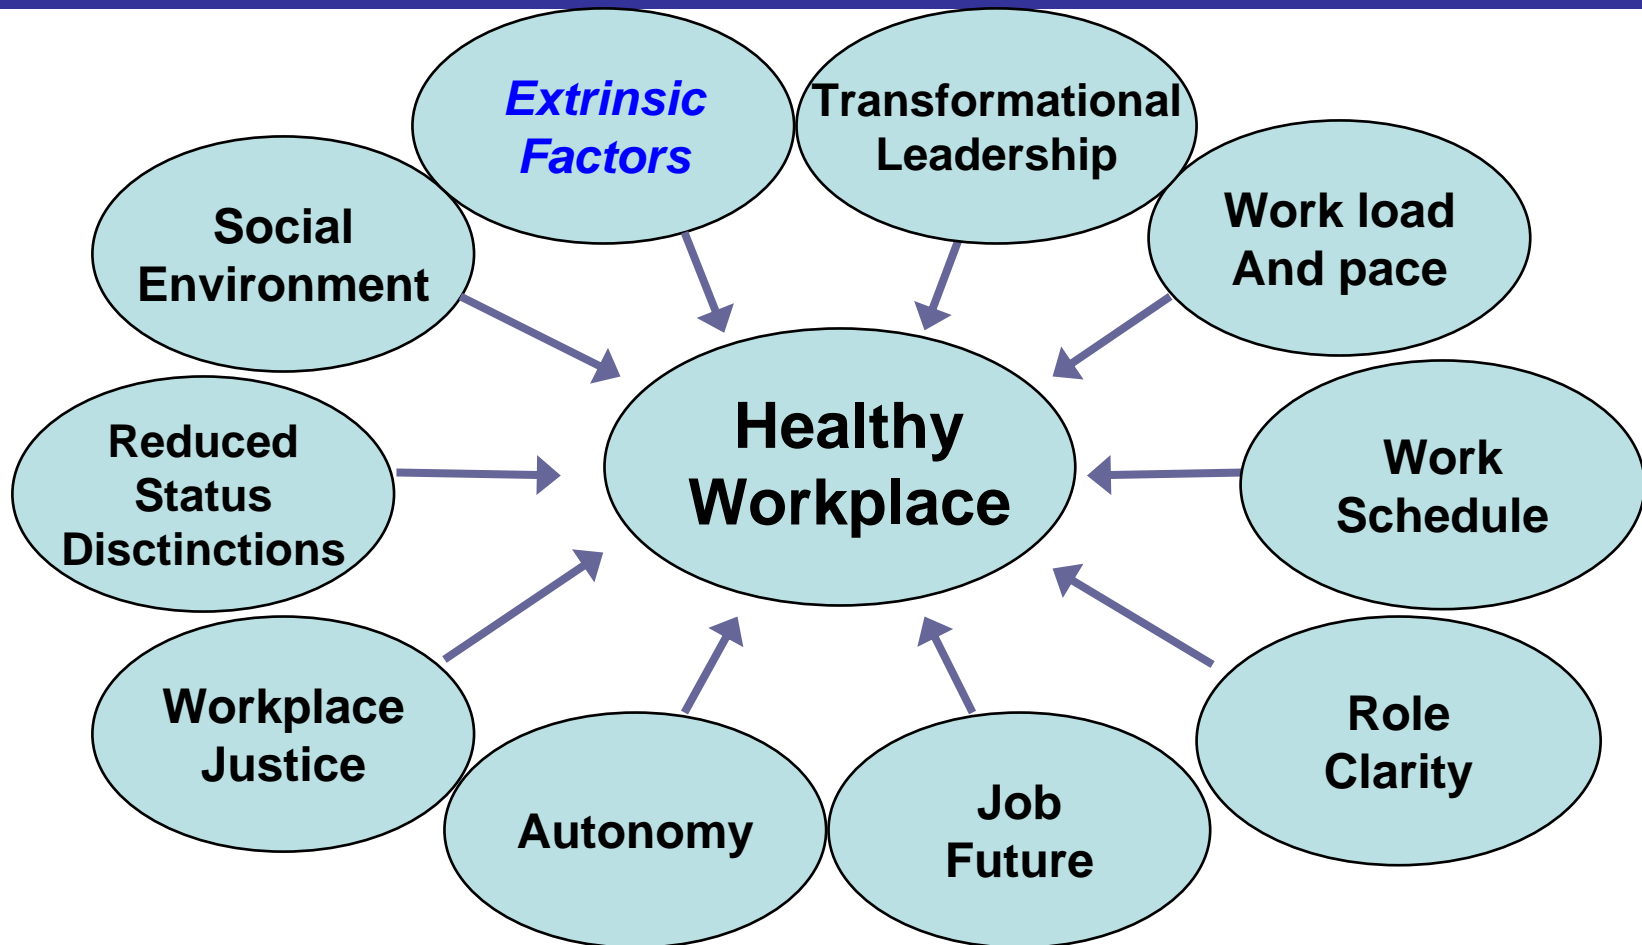 Extrinsic
Factors
Transformational
Leadership
Work load
And pace
Social
Environment
Healthy
Workplace
Work
Schedule
Reduced
Status
Disctinctions
Role
Clarity
Workplace
Justice
Autonomy
Job
Future